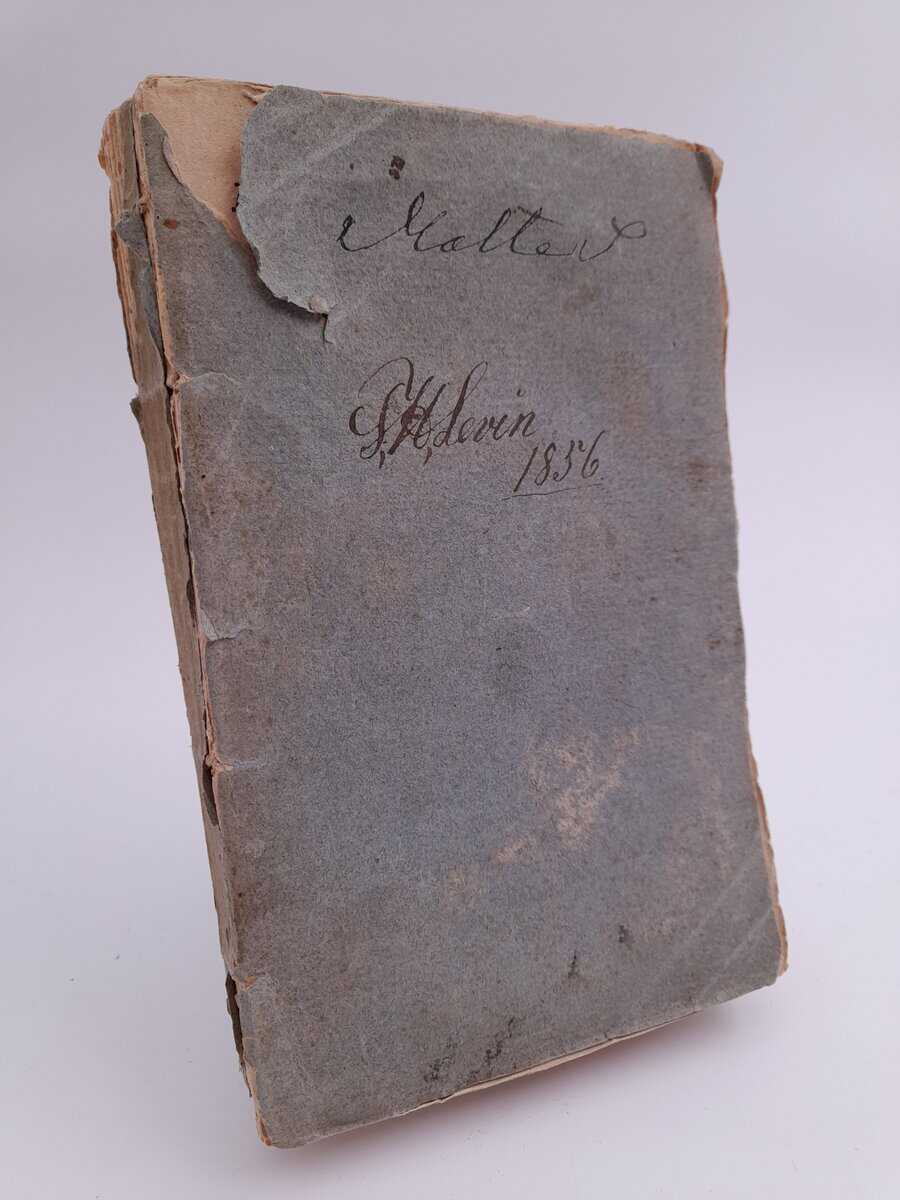 Malte S
S, H, Levin
1856